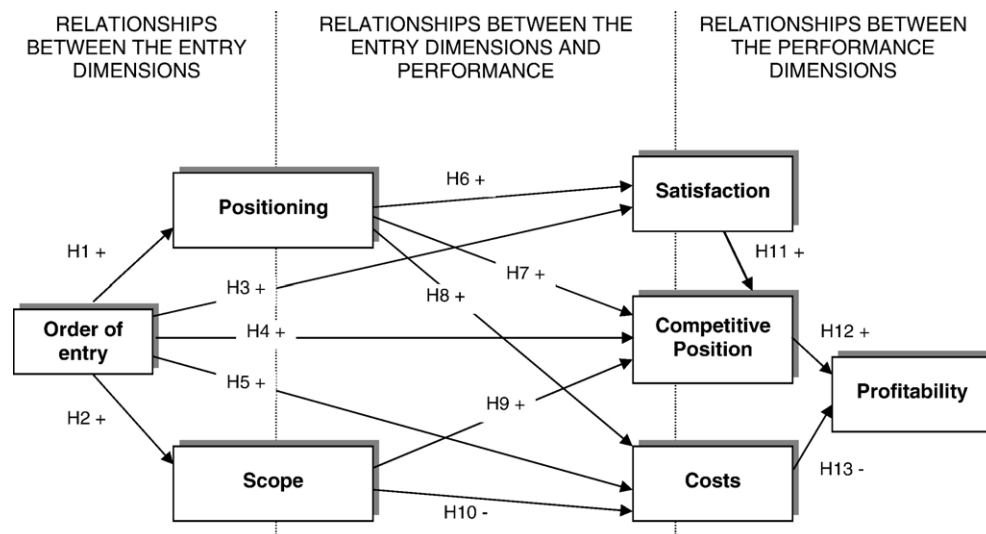 RELATIONSHIPS
BETWEEN THE ENTRY
DIMENSIONS
RELATIONSHIPS BETWEEN THE
ENTRY DIMENSIONS AND
PERFORMANCE
RELATIONSHIPS BETWEEN
THE PERFORMANCE
DIMENSIONS
Positioning
H6 +
Satisfaction
H1 +
H11 +
H7 +
H3 +
H8 +
Order of
entry
H4 +
Competitive
Position
H12 +
H5 +
Profitability
H2 +
H9 +
Scope
Costs
H13 -
H10 -